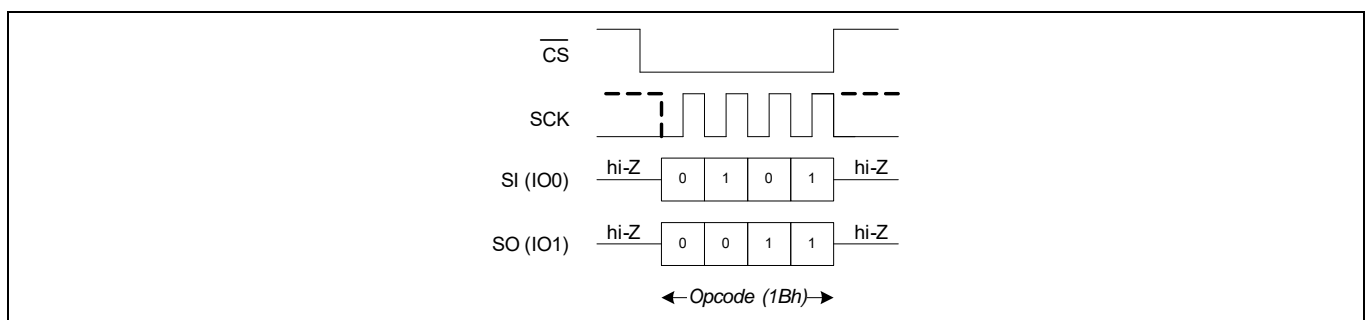 CS
SCK
SI (IO0) hi-Z 0 1 0 1 hi-Z
SO (IO1) hi-Z 0 0 1 1 hi-Z
Opcode (1Bh)